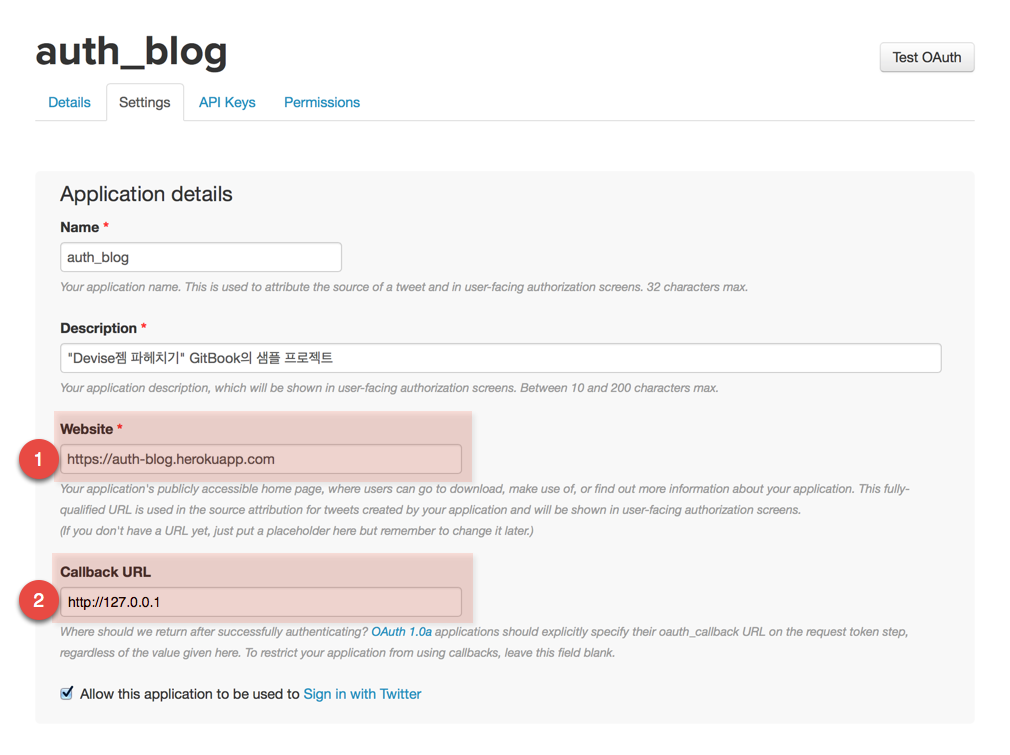 auth_blog
Test OAuth
Details Settings API Keys Permissions
Application details
Name *
auth_blog
Your application name. This is used to attribute the source of a tweet and in user-facing authorization screens. 32 characters max.
Description *
"Devise젬 파헤치기" GitBook의 샘플 프로젝트
Your application description, which will be shown in user-facing authorization screens. Between 10 and 200 characters max.
Website *
1 https://auth-blog.herokuapp.com
Your application's publicly accessible home page, where users can go to download, make use of, or find out more information about your application. This fully-
qualified URL is used in the source attribution for tweets created by your application and will be shown in user-facing authorization screens.
(If you don't have a URL yet, just put a placeholder here but remember to change it later.)
Callback URL
2 http://127.0.0.1
Where should we return after successfully authenticating? OAuth 1.0a applications should explicitly specify their oauth_callback URL on the request token step,
regardless of the value given here. To restrict your application from using callbacks, leave this field blank.
Allow this application to be used to Sign in with Twitter